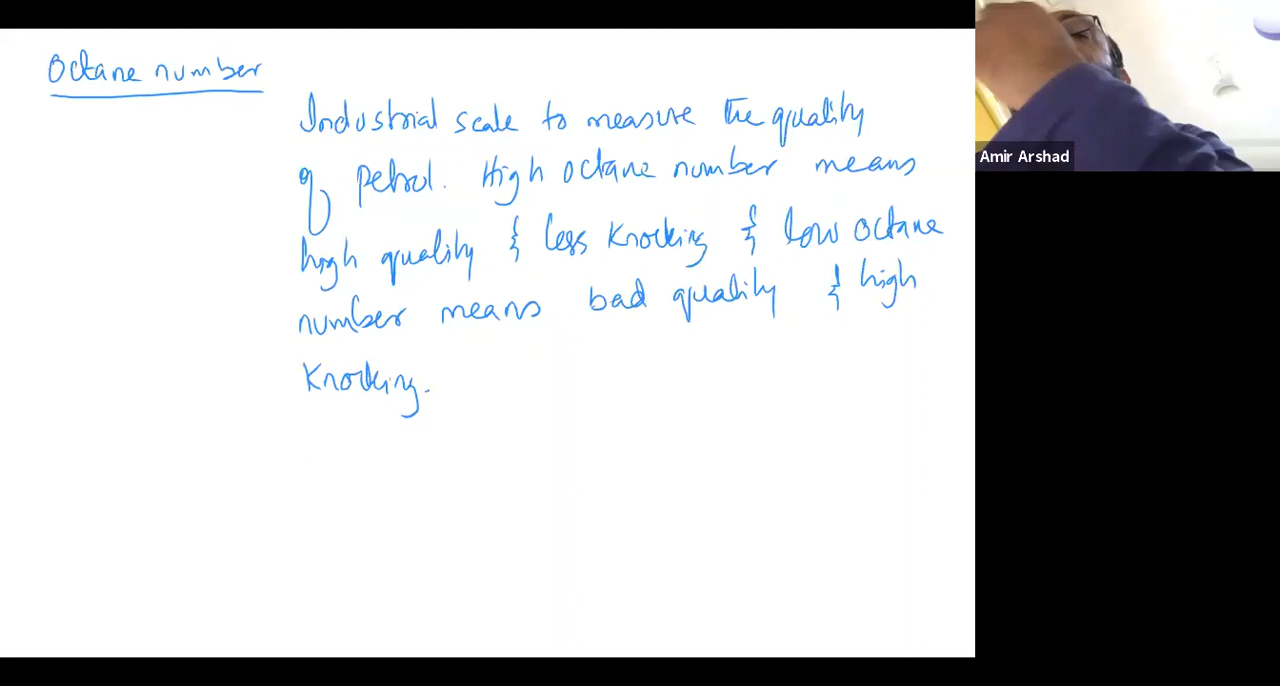 Octane number
Industrial scale to measure the quality
of petrol. High octane number means
high quality & less knocking & low octane
number means bad quality & high
knocking.
Amir Arshad